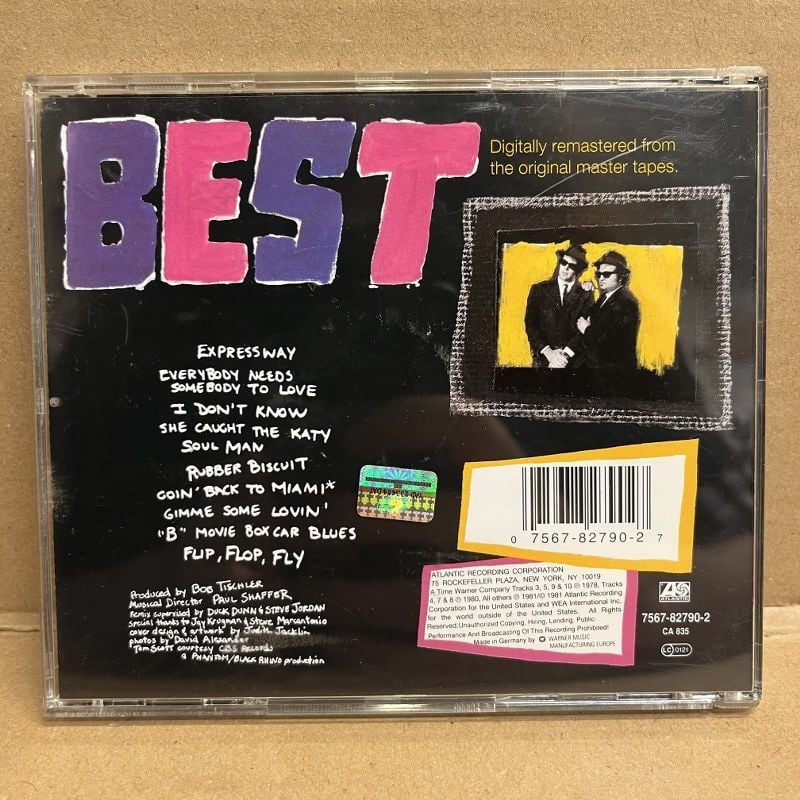 BEST
Digitally remastered from
the original master tapes.
EXPRESSWAY
EVERYBODY NEEDS
SOMEBODY TO LOVE
I DON'T KNOW
SHE CAUGHT THE KATY
SOUL MAN
RUBBER BISCUIT
GOIN' BACK TO MIAMI*
GIMME SOME LOVIN'
"B" MOVIE BOX CAR BLUES
FLIP, FLOP, FLY
Produced by BOB TISCHLER
Musical Director PAUL SHAFFER
Remix supervised by DUCK DUNN & STEVE JORDAN
Special thanks to Jay Krugman & Steve Marcantonio
cover design & artwork by Judith Jacklin
photos by David Alexander
*Tom Scott courtesy CBS Records
a PHANTOM/BLACK RHINO production
0 7567-82790-2 7
ATLANTIC RECORDING CORPORATION
75 ROCKEFELLER PLAZA, NEW YORK, NY 10019
A Time Warner Company Tracks 3, 5, 9 & 10 ℗ 1978, Tracks
4, 7 & 8 ℗ 1980, All others ℗ 1981/© 1981 Atlantic Recording
Corporation for the United States and WEA International Inc.
for the world outside of the United States. All Rights
Reserved.Unauthorized Copying, Hiring, Lending, Public
Performance And Broadcasting Of This Recording Prohibited!
Made in Germany by WARNER MUSIC
MANUFACTURING EUROPE
ATLANTIC
7567-82790-2
CA 835
LC 0121